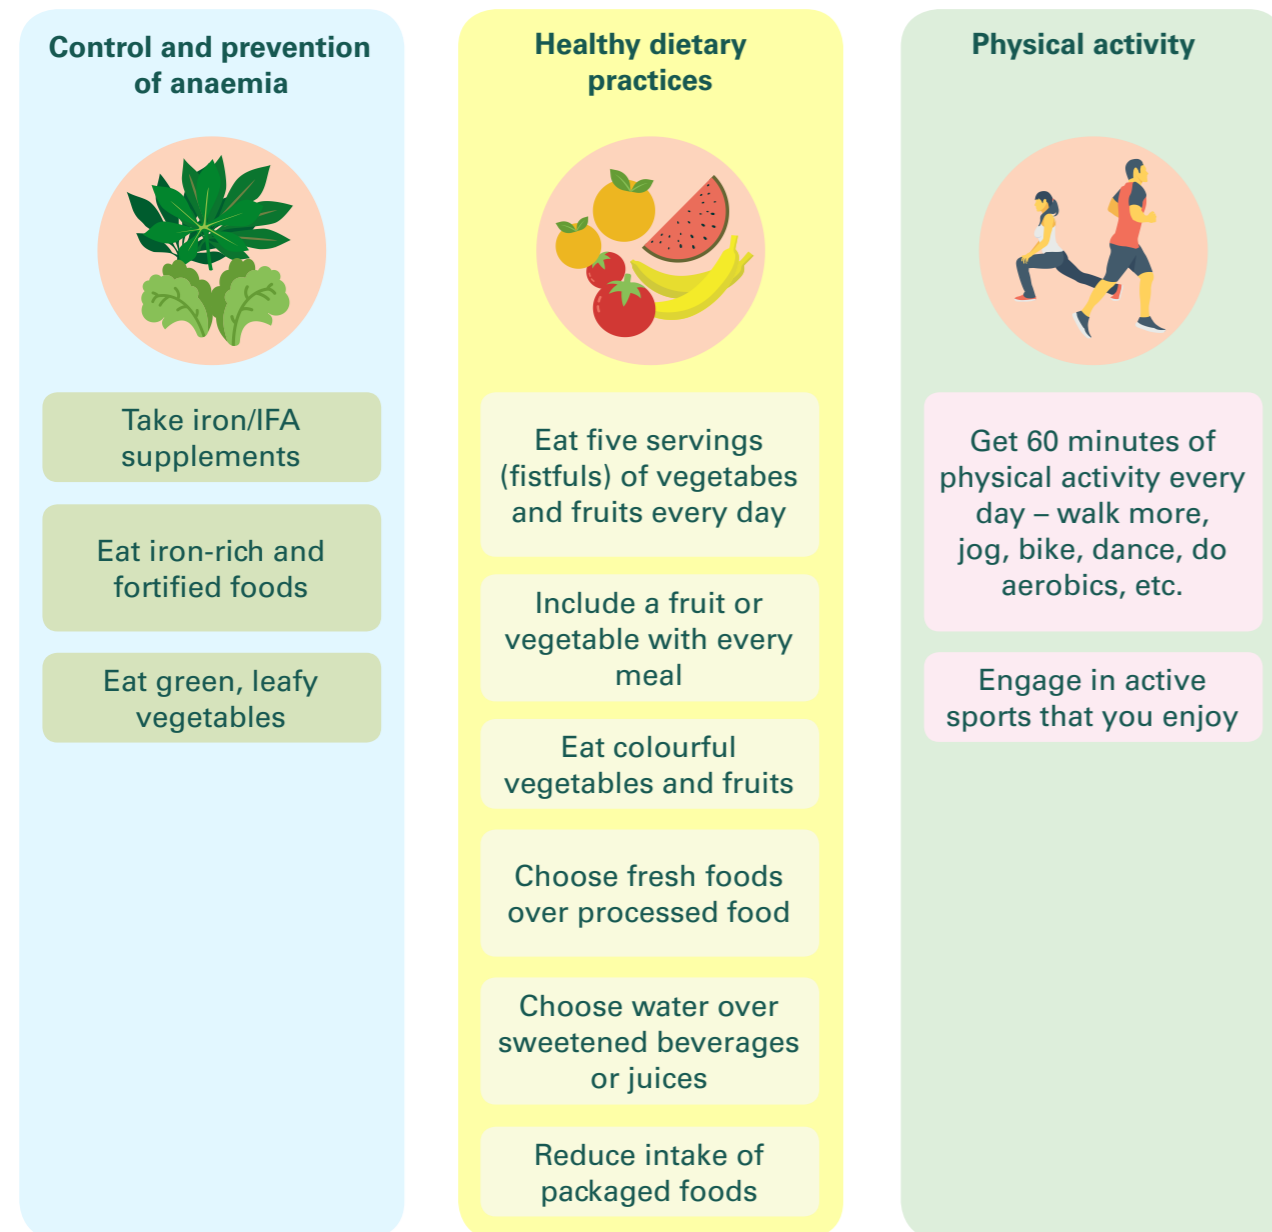 Control and prevention
of anaemia
Take iron/IFA
supplements
Eat iron-rich and
fortified foods
Eat green, leafy
vegetables
Healthy dietary
practices
Eat five servings
(fistfuls) of vegetabes
and fruits every day
Include a fruit or
vegetable with every
meal
Eat colourful
vegetables and fruits
Choose fresh foods
over processed food
Choose water over
sweetened beverages
or juices
Reduce intake of
packaged foods
Physical activity
Get 60 minutes of
physical activity every
day – walk more,
jog, bike, dance, do
aerobics, etc.
Engage in active
sports that you enjoy